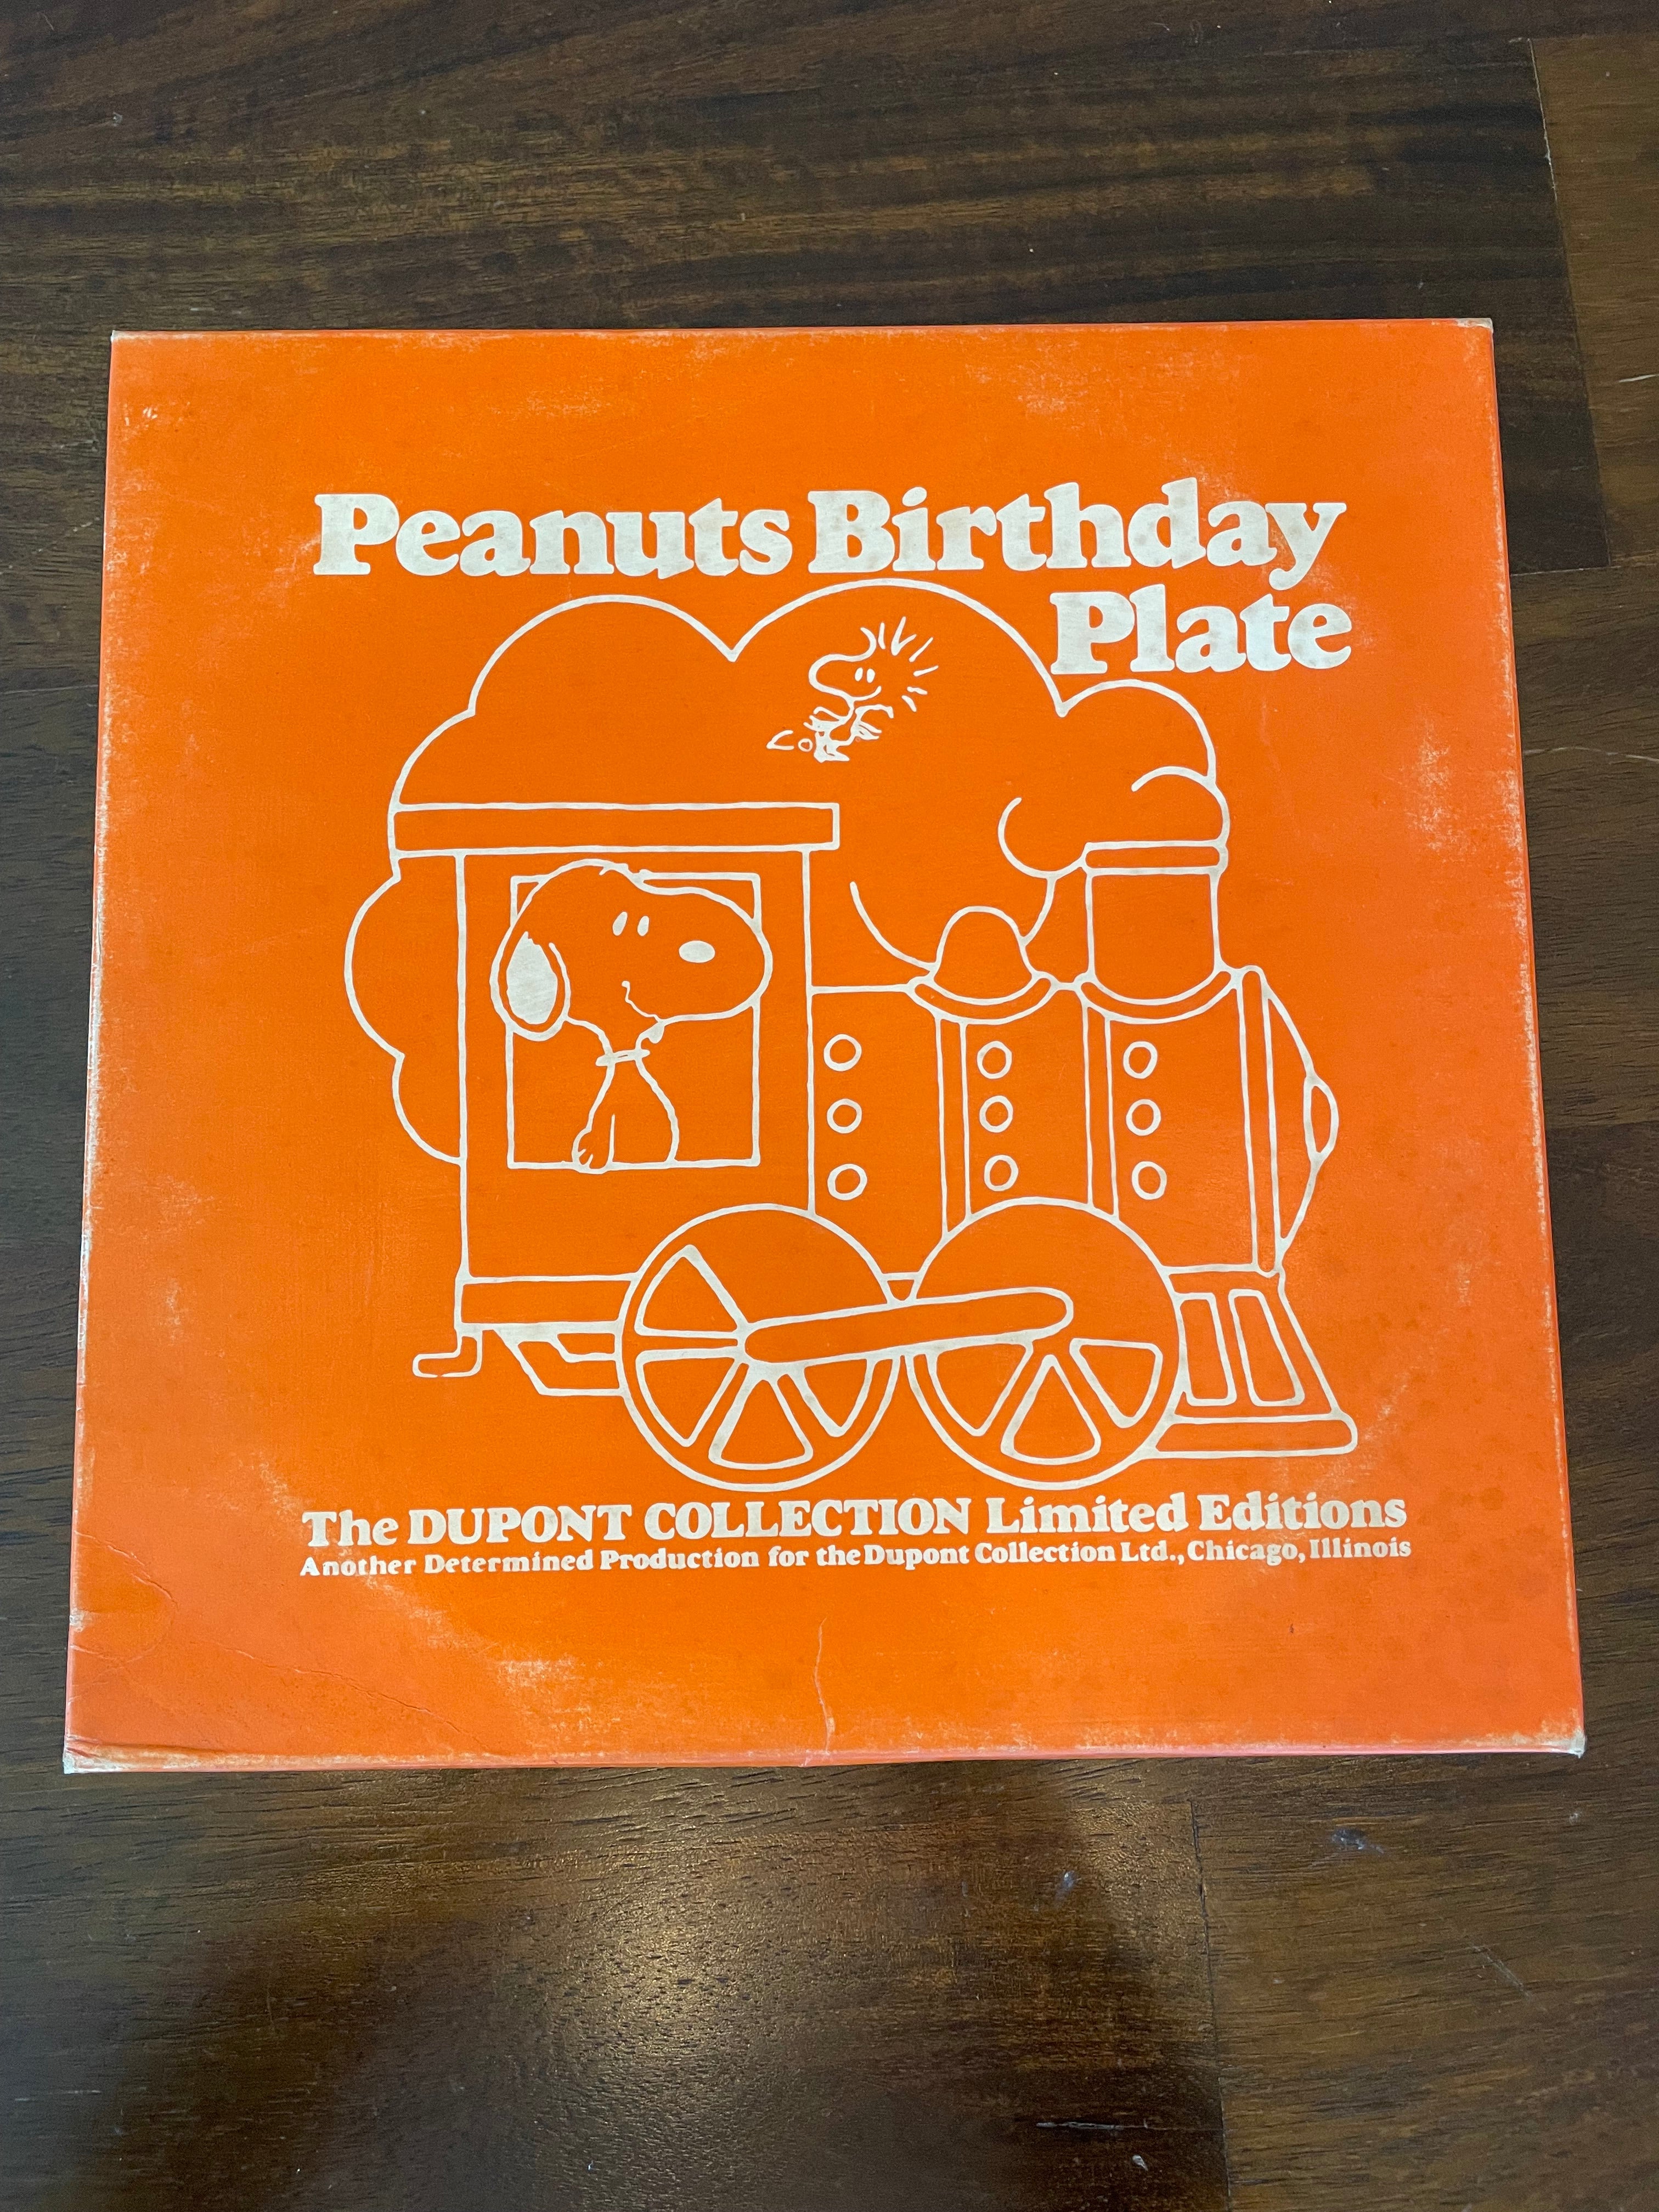 Peanuts Birthday
Plate
The DUPONT COLLECTION Limited Editions
Another Determined Production for the Dupont Collection Ltd., Chicago, Illinois